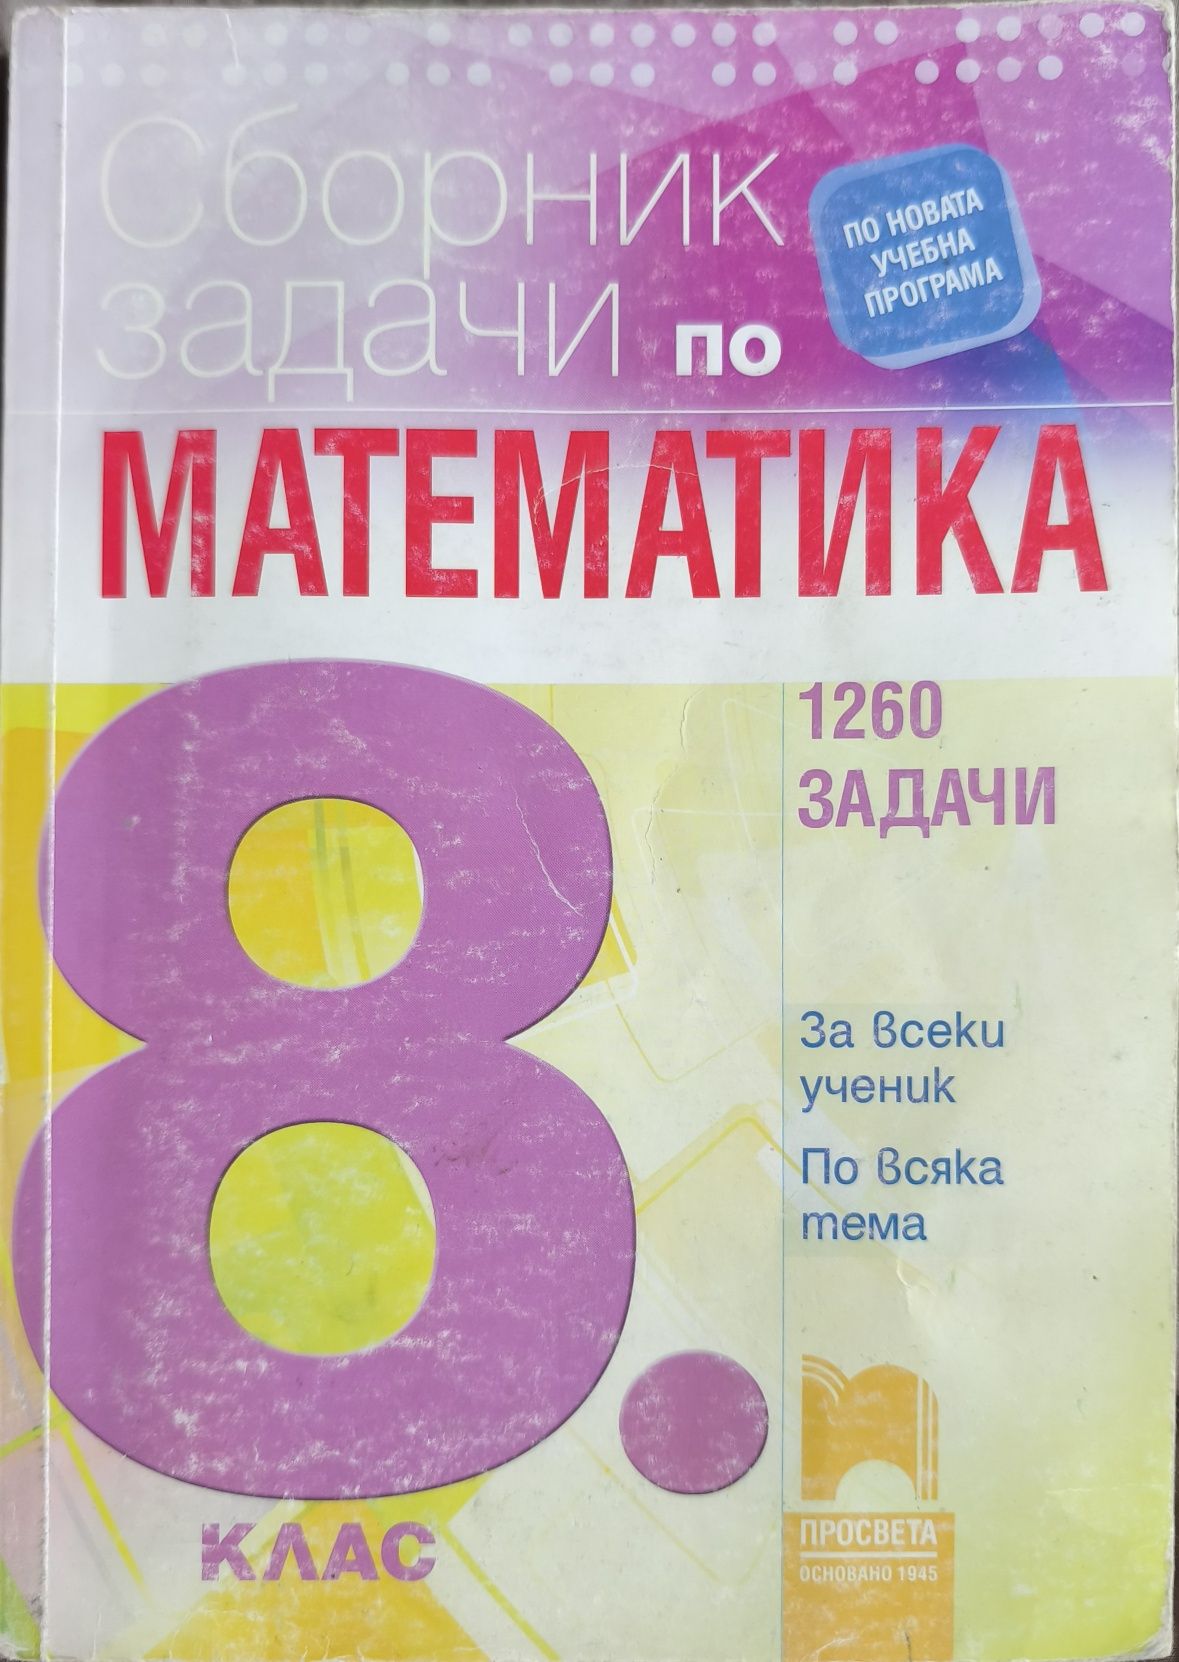 Сборник
задачи по
МАТЕМАТИКА
ПО НОВАТА
УЧЕБНА
ПРОГРАМА
8.
КЛАС
1260
ЗАДАЧИ
За всеки
ученик
По всяка
тема
ПРОСВЕТА
ОСНОВАНО 1945